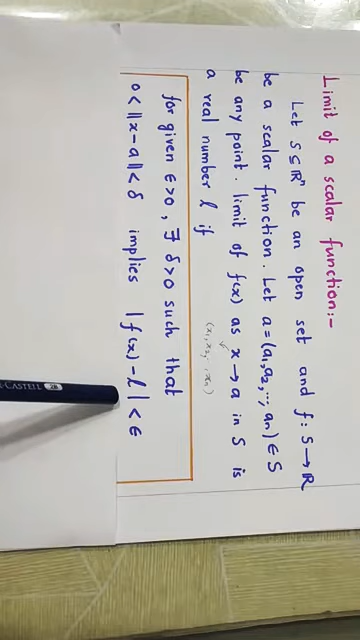 Limit of a scalar function:-
Let S ⊆ ℝⁿ be an open set and f: S → ℝ
be a scalar function. Let a = (a₁, a₂, ..., aₙ) ∈ S
be any point. limit of f(x) as x → a in S is
(x₁, x₂, , xₙ)
a real number l if
for given ϵ > 0, ∃ δ > 0 such that
0 < ||x - a|| < δ implies |f(x) - l| < ϵ
CASTELL 2B